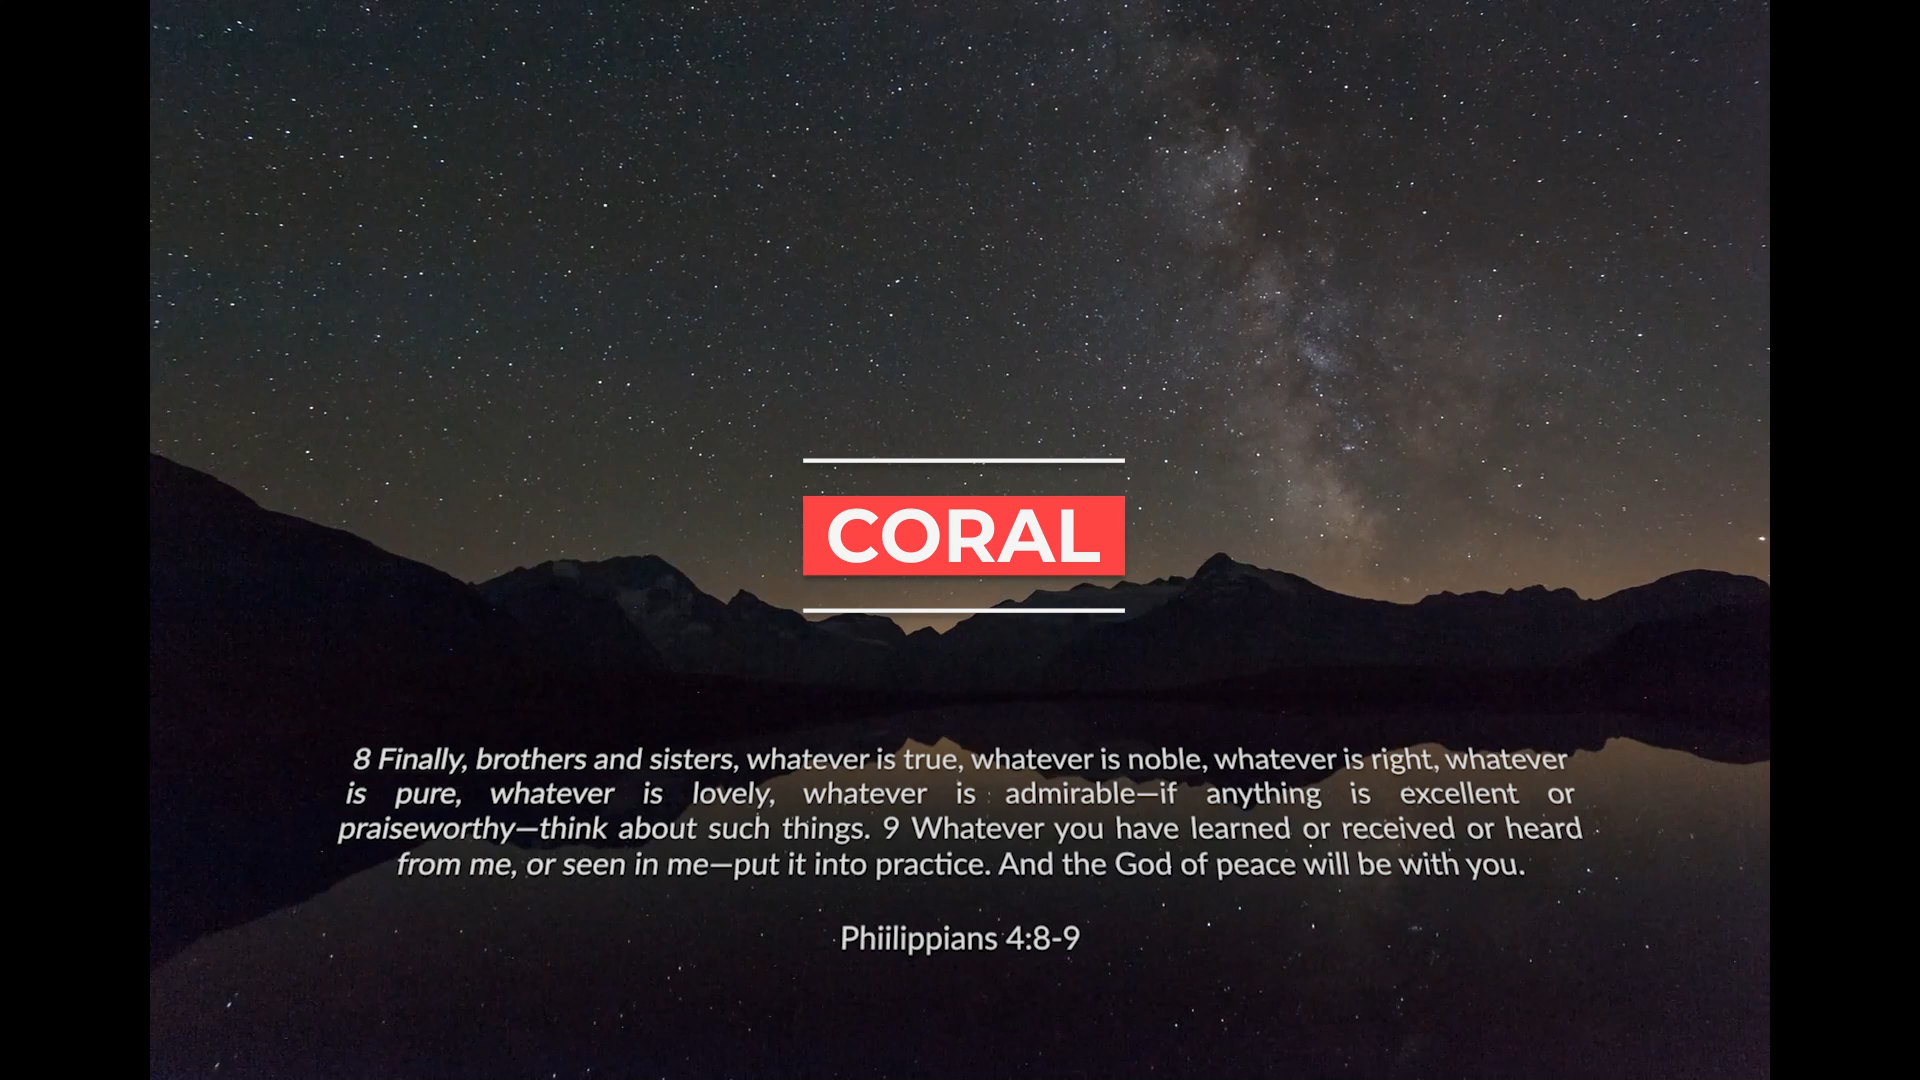 CORAL
8 Finally, brothers and sisters, whatever is true, whatever is noble, whatever is right, whatever
is pure, whatever is lovely, whatever is admirable—if anything is excellent or
praiseworthy—think about such things. 9 Whatever you have learned or received or heard
from me, or seen in me—put it into practice. And the God of peace will be with you.
Phiilippians 4:8-9